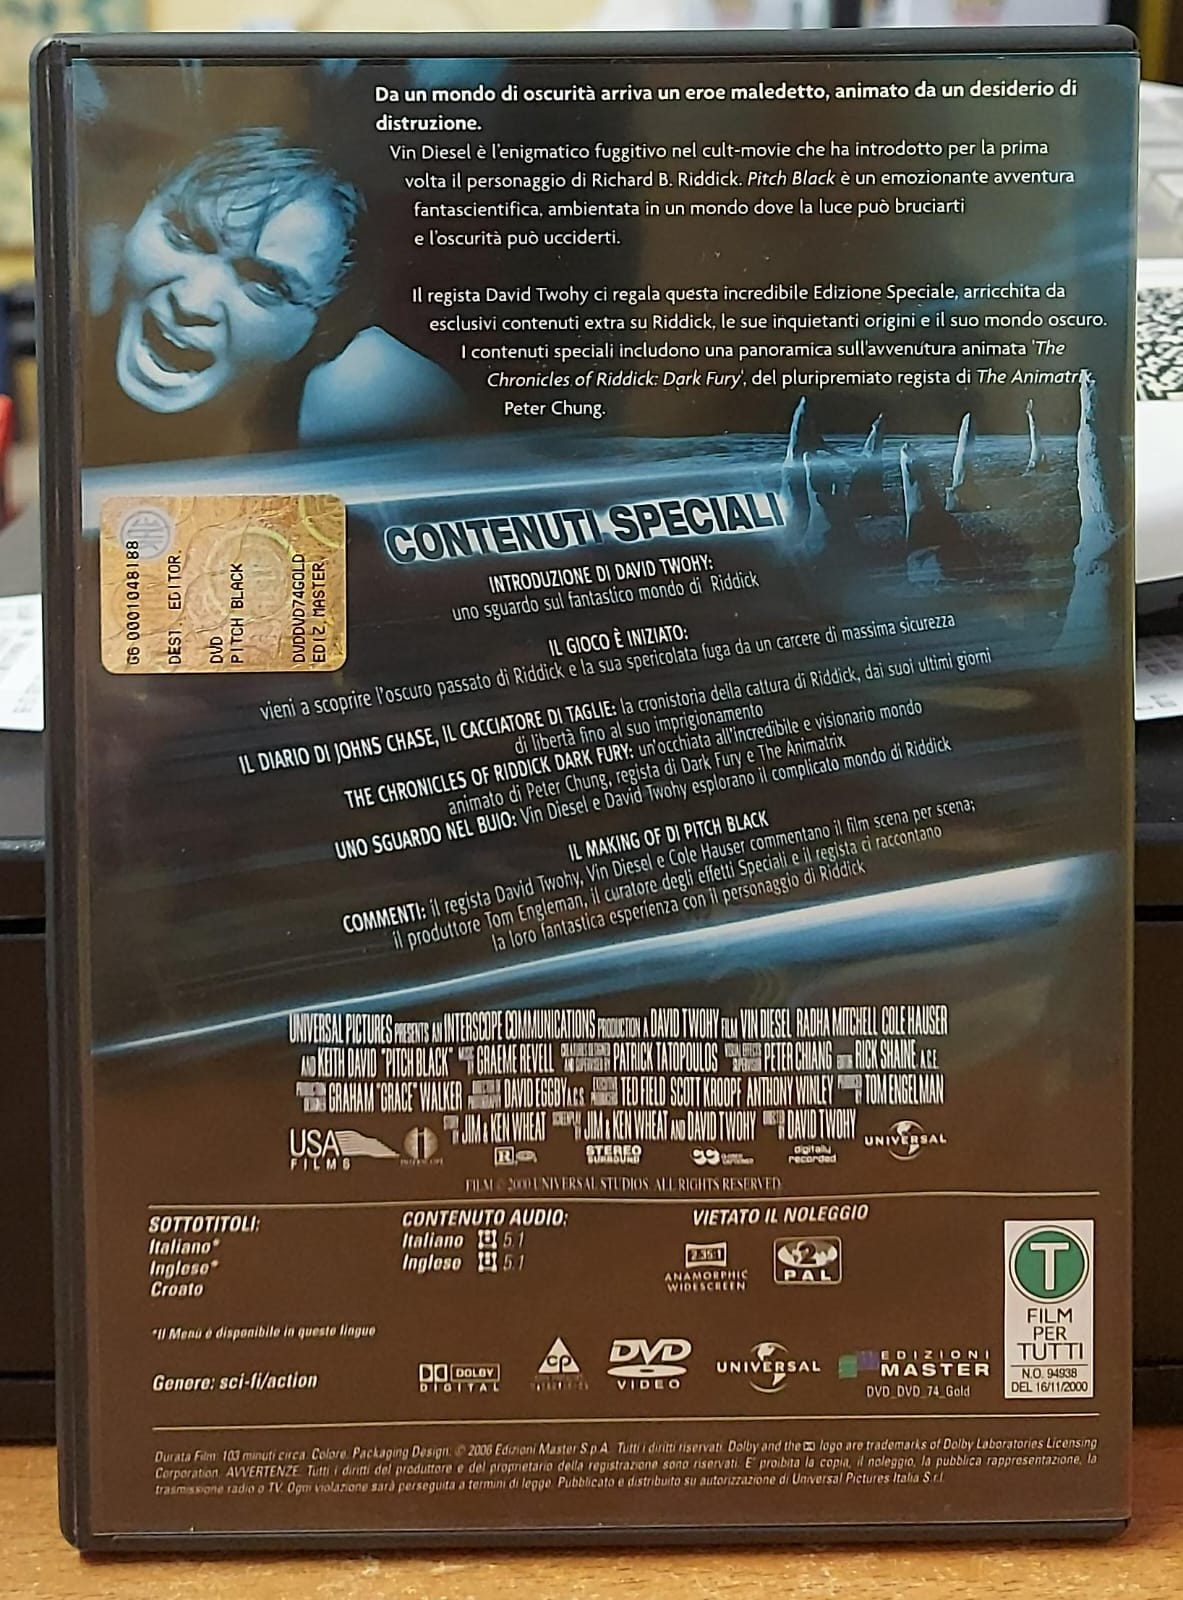 Da un mondo di oscurità arriva un eroe maledetto, animato da un desiderio di
distruzione.
Vin Diesel è l'enigmatico fuggitivo nel cult-movie che ha introdotto per la prima
volta il personaggio di Richard B. Riddick. Pitch Black è un emozionante avventura
fantascientifica, ambientata in un mondo dove la luce può bruciarti
e l'oscurità può ucciderti.
Il regista David Twohy ci regala questa incredibile Edizione Speciale, arricchita da
esclusivi contenuti extra su Riddick, le sue inquietanti origini e il suo mondo oscuro.
I contenuti speciali includono una panoramica sull'avvenutura animata 'The
Chronicles of Riddick: Dark Fury', del pluripremiato regista di The Animatrix,
Peter Chung.
G6 0001048188
DEST. EDITOR.
DVD
PITCH BLACK
DVDDVD74GOLD
EDIZ.MASTER
CONTENUTI SPECIALI
INTRODUZIONE DI DAVID TWOHY:
uno sguardo sul fantastico mondo di Riddick
IL GIOCO È INIZIATO:
vieni a scoprire l'oscuro passato di Riddick e la sua spericolata fuga da un carcere di massima sicurezza
IL DIARIO DI JOHNS CHASE, IL CACCIATORE DI TAGLIE: la cronistoria della cattura di Riddick, dai suoi ultimi giorni
di libertà fino al suo imprigionamento
THE CHRONICLES OF RIDDICK DARK FURY: un'occhiata all'incredibile e visionario mondo
animato di Peter Chung, regista di Dark Fury e The Animatrix
UNO SGUARDO NEL BUIO: Vin Diesel e David Twohy esplorano il complicato mondo di Riddick
IL MAKING OF DI PITCH BLACK
COMMENTI: il regista David Twohy, Vin Diesel e Cole Hauser commentano il film scena per scena;
il produttore Tom Engleman, il curatore degli effetti Speciali e il regista ci raccontano
la loro fantastica esperienza con il personaggio di Riddick
UNIVERSAL PICTURES PRESENTS AN INTERSCOPE COMMUNICATIONS PRODUCTION A DAVID TWOHY FILM VIN DIESEL RADHA MITCHELL COLE HAUSER
AND KEITH DAVID "PITCH BLACK" GRAEME REVELL PATRICK TATOPOULOS PETER CHIANG RICK SHAINE A.C.E.
GRAHAM "GRACE" WALKER DAVID EGGBY A.C.S. TED FIELD SCOTT KROOPF ANTHONY WINLEY TOM ENGELMAN
JIM & KEN WHEAT JIM & KEN WHEAT AND DAVID TWOHY DAVID TWOHY
USA
FILMS
R
STEREO
SURROUND
digitally
recorded
UNIVERSAL
FILM © 2000 UNIVERSAL STUDIOS. ALL RIGHTS RESERVED.
SOTTOTITOLI:
Italiano*
Inglese*
Croato
*Il Menù è disponibile in queste lingue
Genere: sci-fi/action
CONTENUTO AUDIO:
Italiano 5.1
Inglese 5.1
VIETATO IL NOLEGGIO
2.35:1
ANAMORPHIC
WIDESCREEN
2
PAL
DOLBY
DIGITAL
CP
DVD
VIDEO
UNIVERSAL
EDIZIONI
MASTER
DVD_DVD_74_Gold
T
FILM
PER
TUTTI
N.O. 94938
DEL 16/11/2000
Durata Film: 103 minuti circa. Colore. Packaging Design. © 2006 Edizioni Master S.p.A. Tutti i diritti riservati. Dolby and the logo are trademarks of Dolby Laboratories Licensing
Corporation. AVVERTENZE. Tutti i diritti del produttore e del proprietario della registrazione sono riservati. E' proibita la copia, il noleggio, la pubblica rappresentazione, la
trasmissione radio o TV. Ogni violazione sarà perseguita a termini di legge. Pubblicato e distribuito su autorizzazione di Universal Pictures Italia S.r.l.